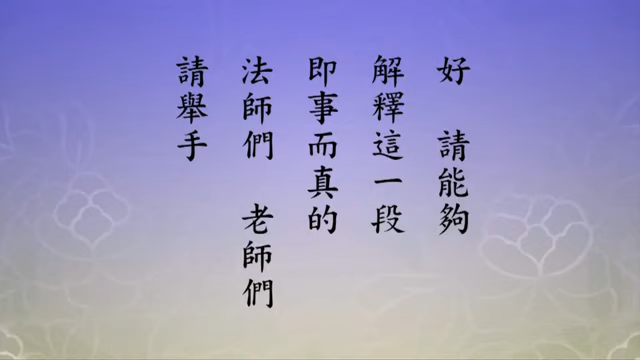 好　請能夠
解釋這一段
即事而真的
法師們　老師們
請舉手